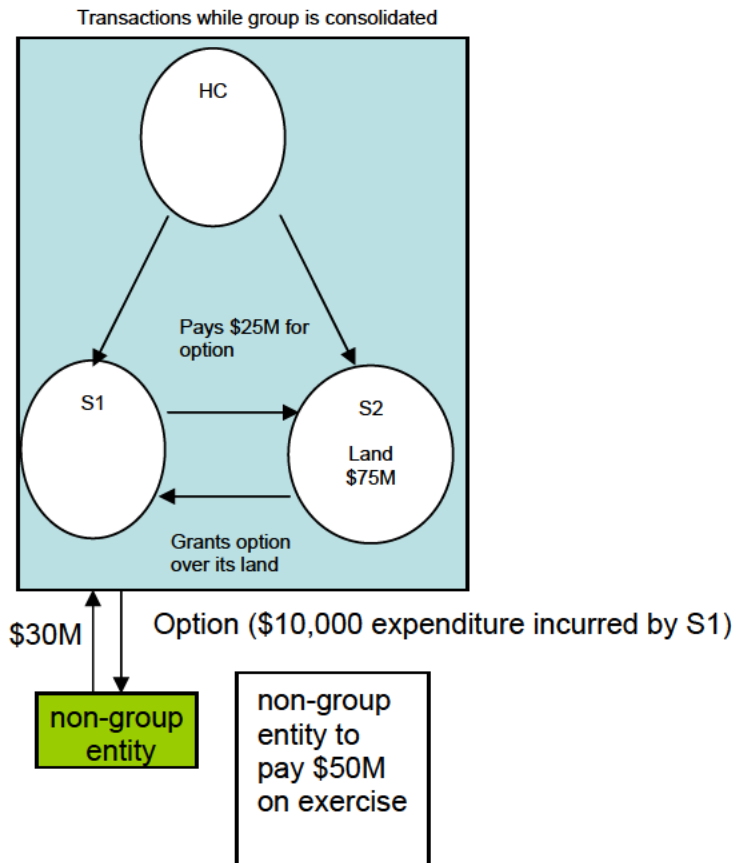 Transactions while group is consolidated
HC
Pays $25M for
option
S1
S2
Land
$75M
Grants option
over its land
$30M
Option ($10,000 expenditure incurred by S1)
non-group
entity
non-group
entity to
pay $50M
on exercise